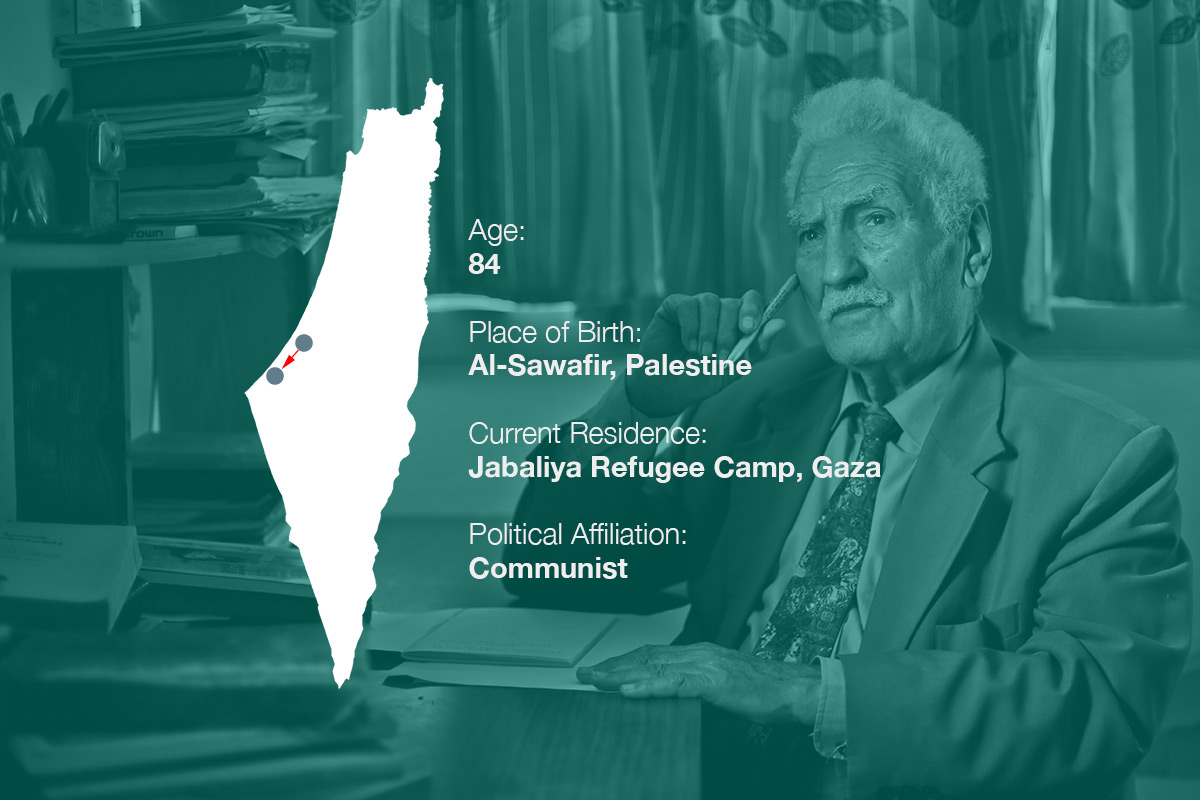 Age:
84
Place of Birth:
Al-Sawafir, Palestine
Current Residence:
Jabaliya Refugee Camp, Gaza
Political Affiliation:
Communist